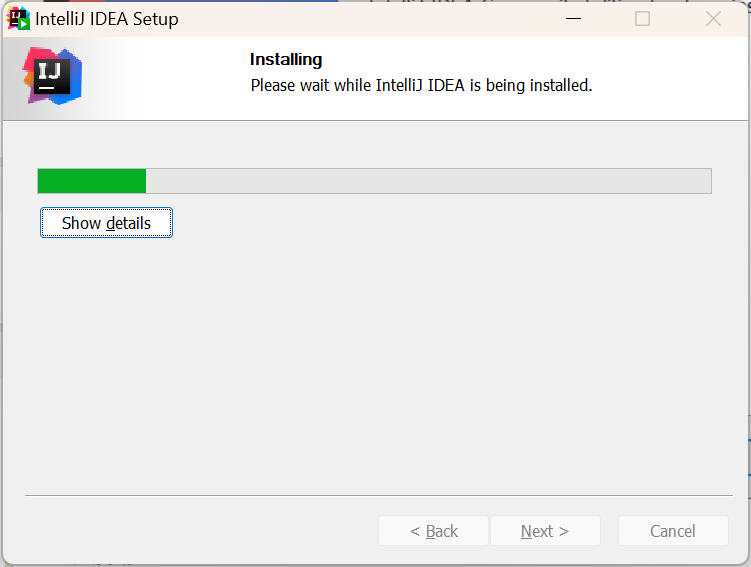 IntelliJ IDEA Setup
IJ
Installing
Please wait while IntelliJ IDEA is being installed.
Show details
< Back
Next >
Cancel